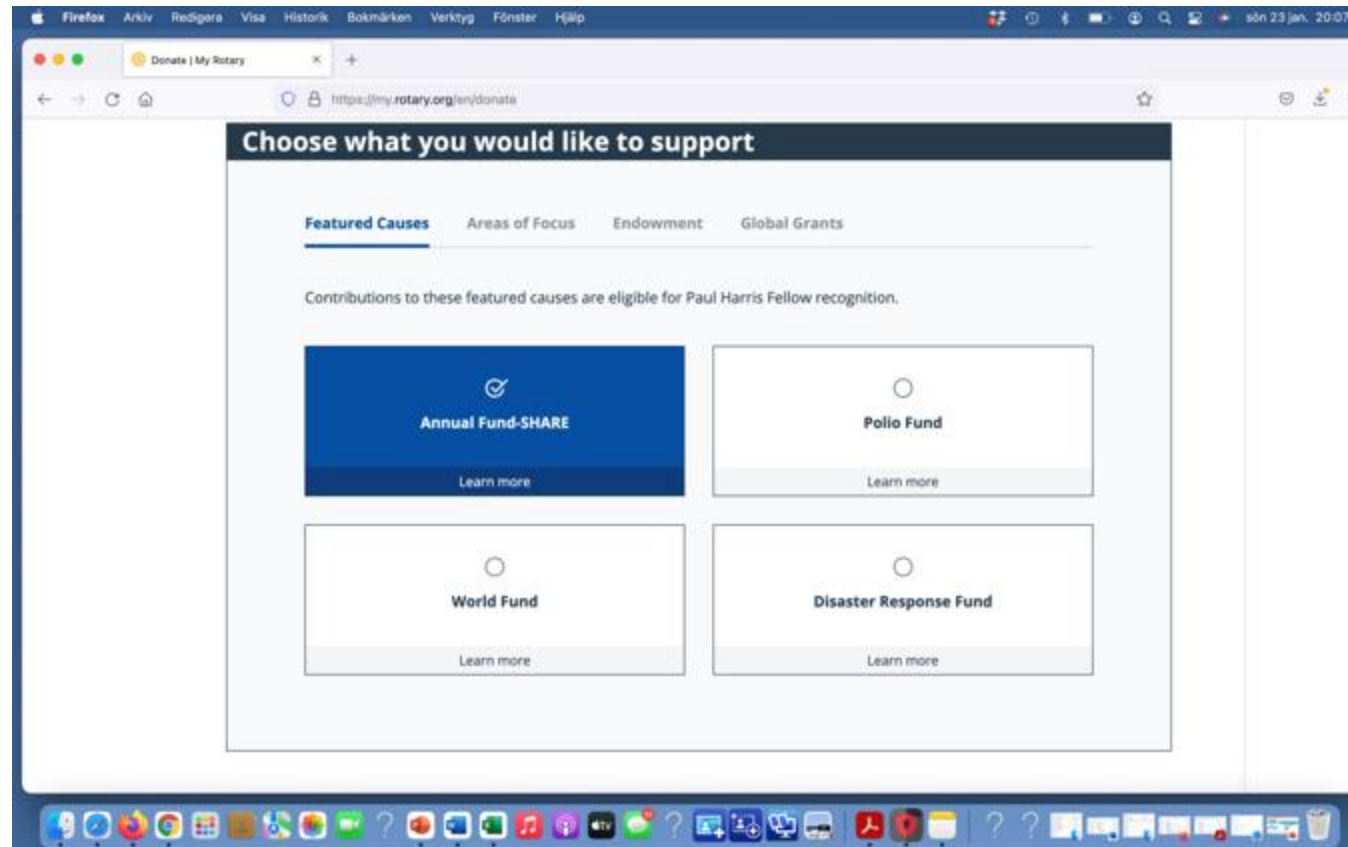 Firefox Arkiv Redigera Visa Historik Bokmärken Verktyg Fönster Hjälp sön 23 jan. 20:07
Donate | My Rotary
https://my.rotary.org/en/donate
Choose what you would like to support
Featured Causes Areas of Focus Endowment Global Grants
Contributions to these featured causes are eligible for Paul Harris Fellow recognition.
Annual Fund-SHARE Polio Fund
Learn more Learn more
World Fund Disaster Response Fund
Learn more Learn more
tv